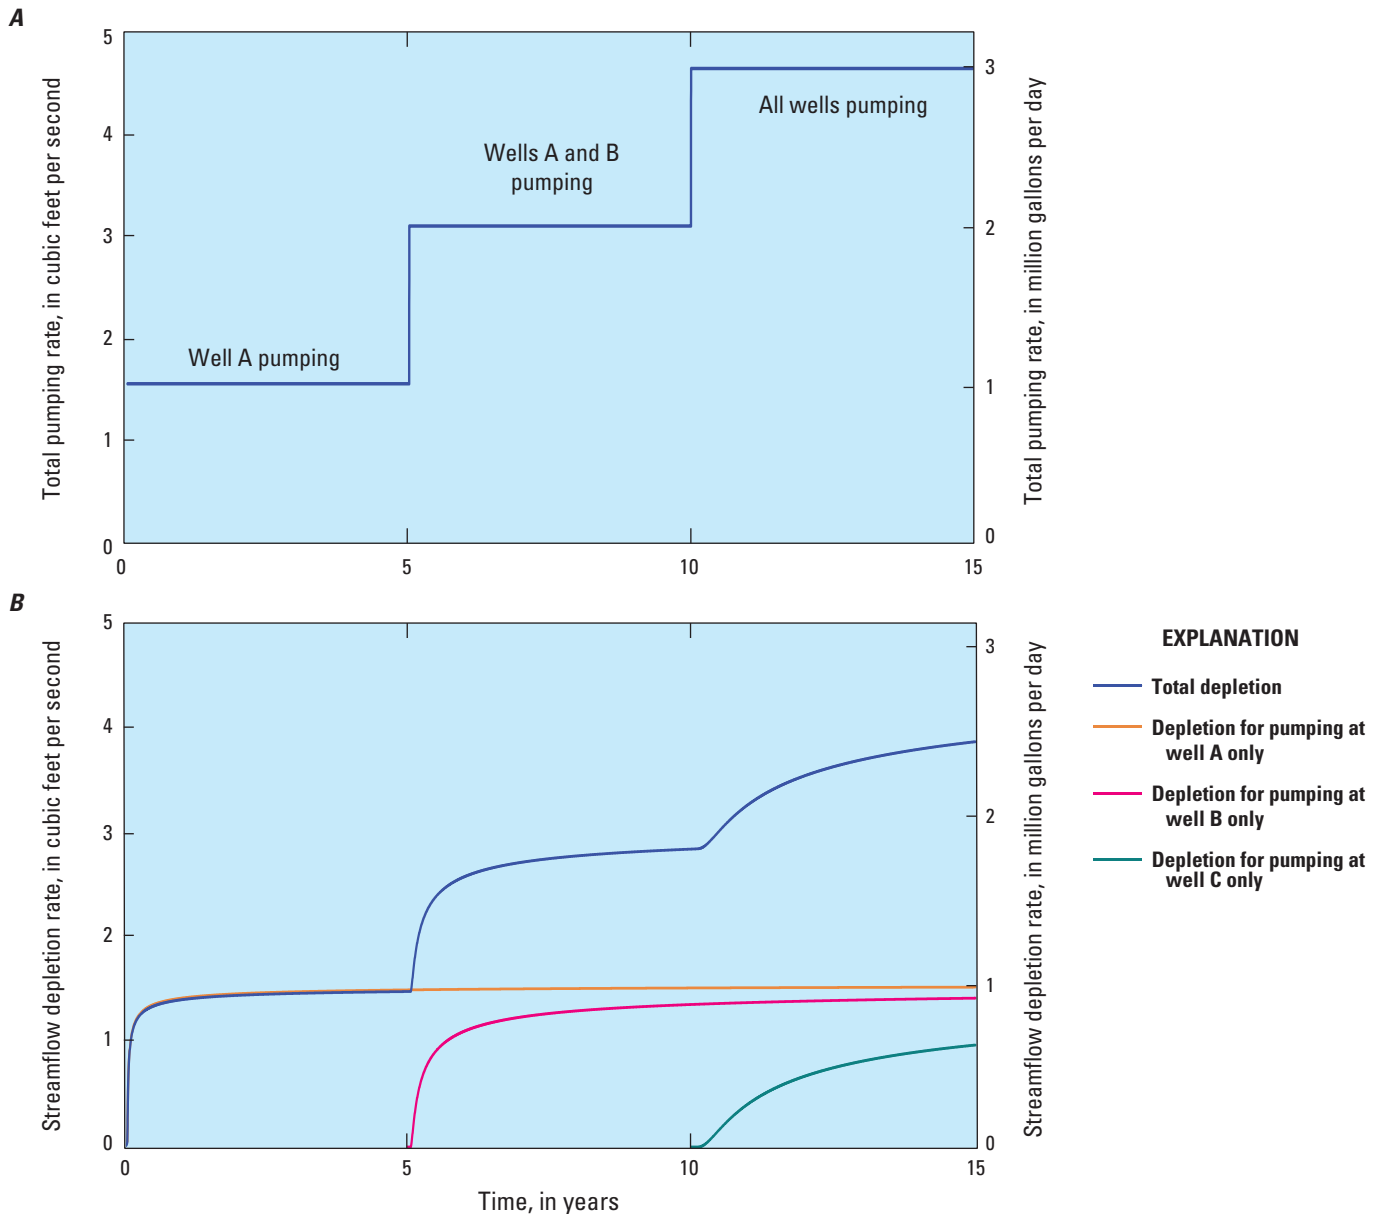 A
Total pumping rate, in cubic feet per second
5
4
3
2
1
0
Well A pumping
Wells A and B
pumping
All wells pumping
3
2
1
0
Total pumping rate, in million gallons per day
0
5
10
15
B
Streamflow depletion rate, in cubic feet per second
5
4
3
2
1
0
3
2
1
0
Streamflow depletion rate, in million gallons per day
0
5
10
15
Time, in years
EXPLANATION
Total depletion
Depletion for pumping at
well A only
Depletion for pumping at
well B only
Depletion for pumping at
well C only